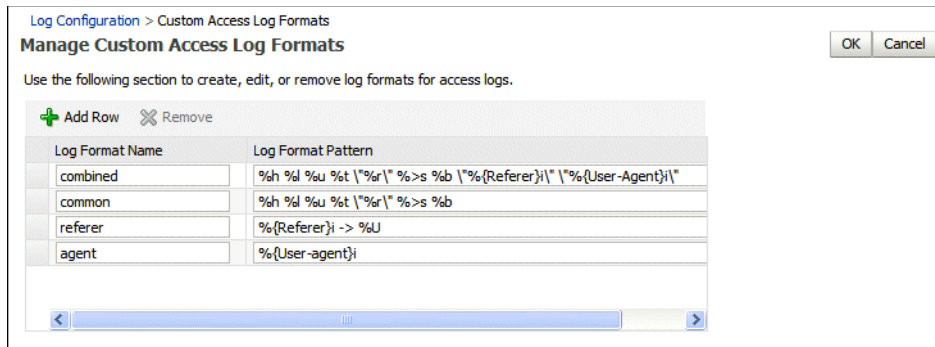 Log Configuration > Custom Access Log Formats
Manage Custom Access Log Formats
OK Cancel
Use the following section to create, edit, or remove log formats for access logs.
Add Row Remove
Log Format Name Log Format Pattern
combined %h %l %u %t \"%r\" %>s %b \"%{Referer}i\" \"%{User-Agent}i\"
common %h %l %u %t \"%r\" %>s %b
referer %{Referer}i -> %U
agent %{User-agent}i